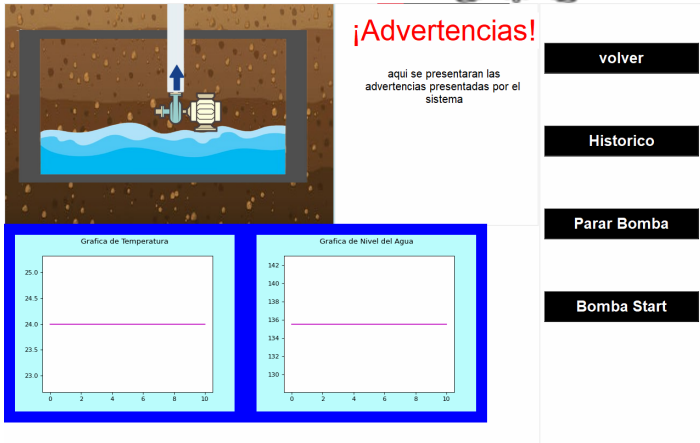 ¡Advertencias!
aqui se presentaran las
advertencias presentadas por el
sistema
volver
Historico
Parar Bomba
Bomba Start
Grafica de Temperatura
25.0
24.5
24.0
23.5
23.0
0 2 4 6 8 10
Grafica de Nivel del Agua
142
140
138
136
134
132
130
0 2 4 6 8 10